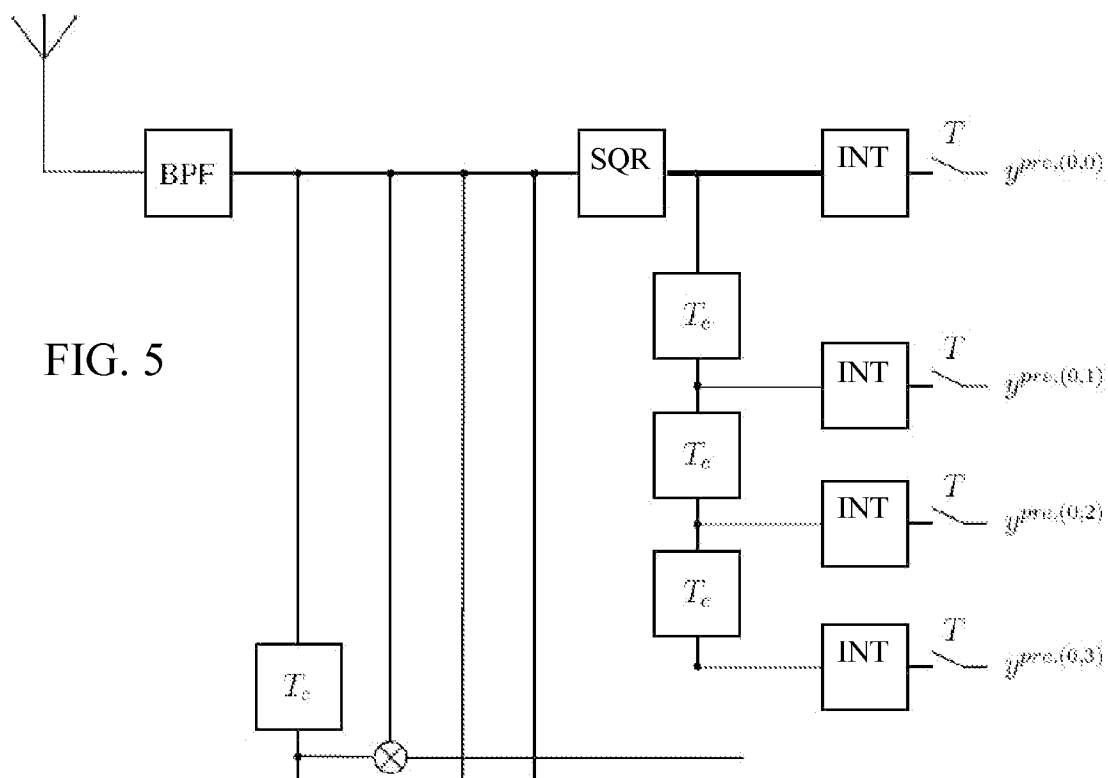 BPF
SQR
INT
T
y^{pre,(0,0)}
T_c
FIG. 5
INT
T
y^{pre,(0,1)}
T_c
INT
T
y^{pre,(0,2)}
T_c
INT
T
y^{pre,(0,3)}
T_c